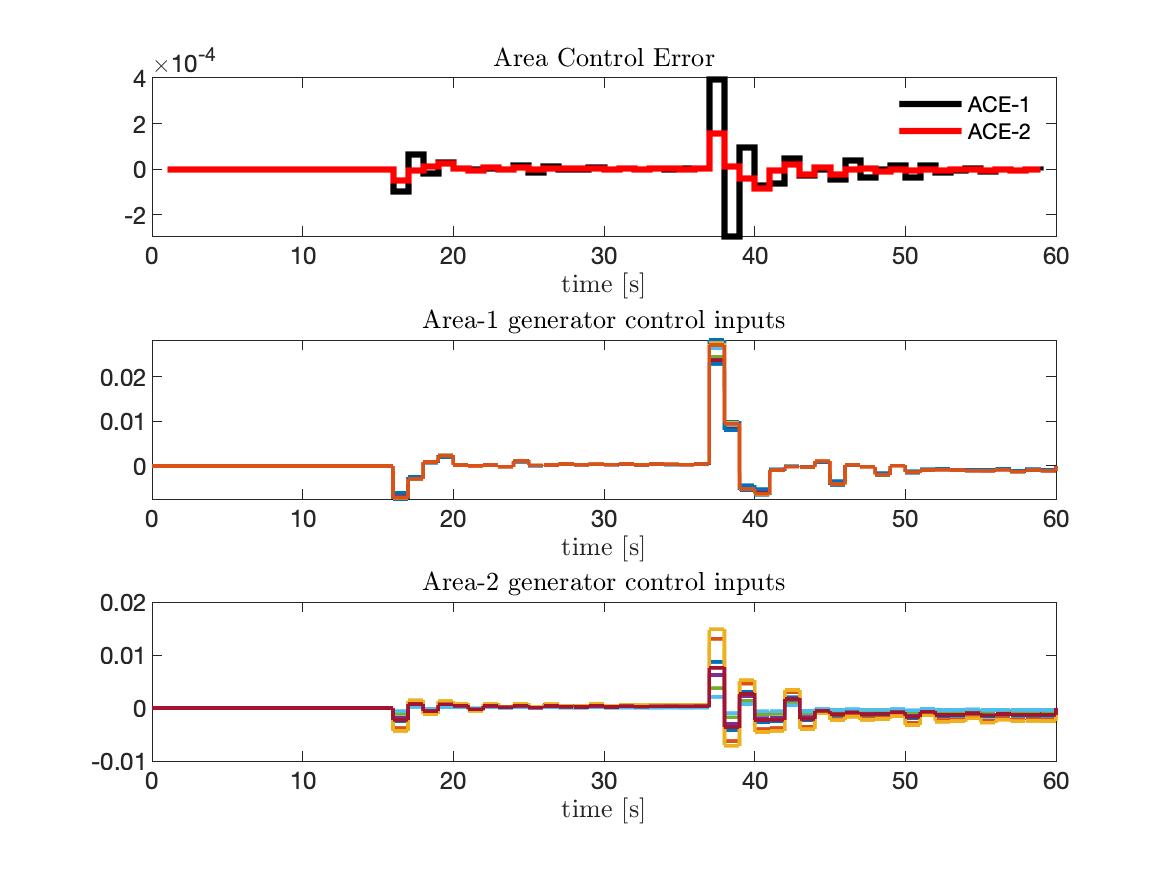 Area Control Error
×10-4
4
2
0
-2
ACE-1
ACE-2
0 10 20 30 40 50 60
time [s]
Area-1 generator control inputs
0.02
0.01
0
0 10 20 30 40 50 60
time [s]
Area-2 generator control inputs
0.02
0.01
0
-0.01
0 10 20 30 40 50 60
time [s]